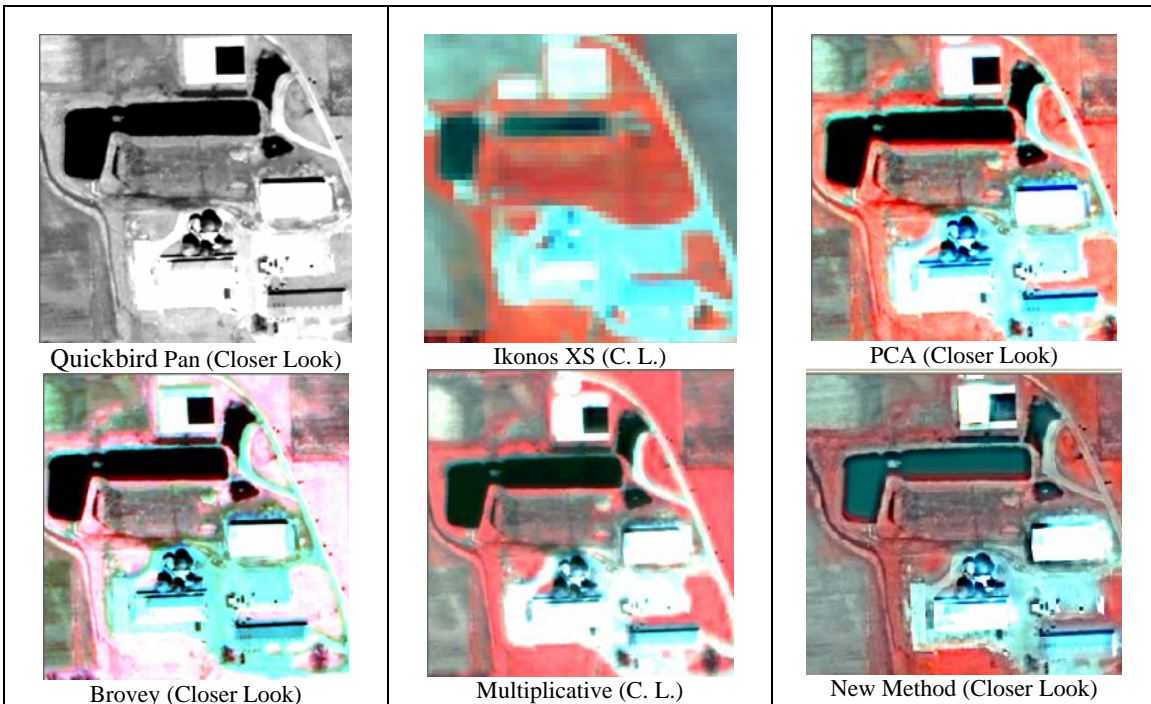 Quickbird Pan (Closer Look)
Ikonos XS (C. L.)
PCA (Closer Look)
Brovey (Closer Look)
Multiplicative (C. L.)
New Method (Closer Look)